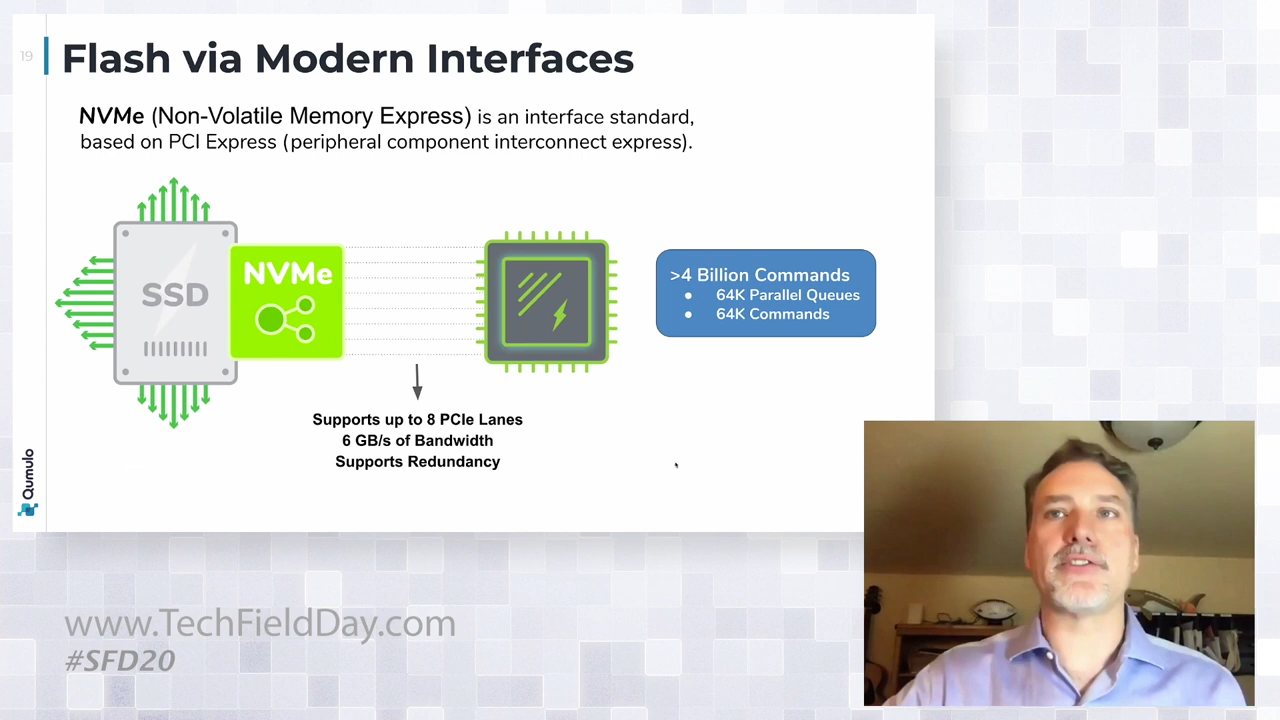 19
Flash via Modern Interfaces
NVMe (Non-Volatile Memory Express) is an interface standard,
based on PCI Express (peripheral component interconnect express).
SSD
NVMe
>4 Billion Commands
● 64K Parallel Queues
● 64K Commands
Supports up to 8 PCIe Lanes
6 GB/s of Bandwidth
Supports Redundancy
Qumulo
www.TechFieldDay.com
#SFD20